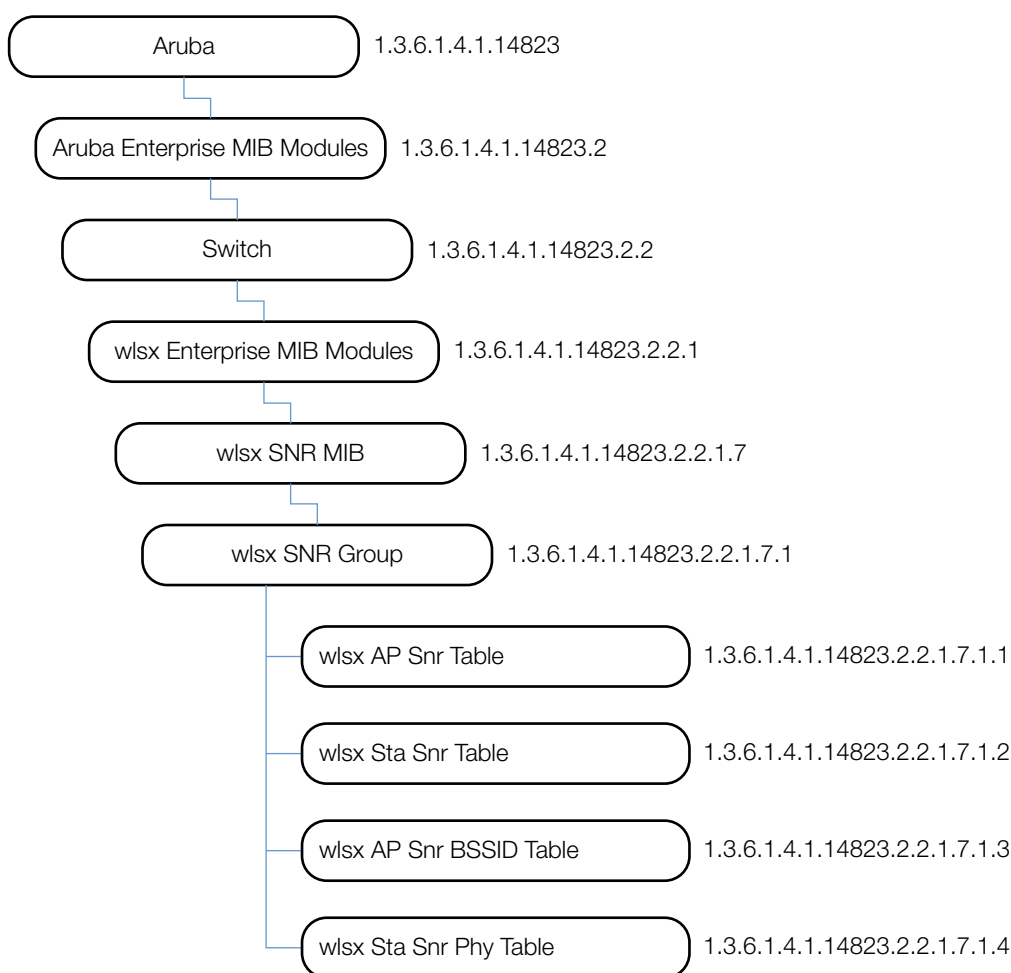 Aruba 1.3.6.1.4.1.14823
Aruba Enterprise MIB Modules 1.3.6.1.4.1.14823.2
Switch 1.3.6.1.4.1.14823.2.2
wlsx Enterprise MIB Modules 1.3.6.1.4.1.14823.2.2.1
wlsx SNR MIB 1.3.6.1.4.1.14823.2.2.1.7
wlsx SNR Group 1.3.6.1.4.1.14823.2.2.1.7.1
wlsx AP Snr Table 1.3.6.1.4.1.14823.2.2.1.7.1.1
wlsx Sta Snr Table 1.3.6.1.4.1.14823.2.2.1.7.1.2
wlsx AP Snr BSSID Table 1.3.6.1.4.1.14823.2.2.1.7.1.3
wlsx Sta Snr Phy Table 1.3.6.1.4.1.14823.2.2.1.7.1.4